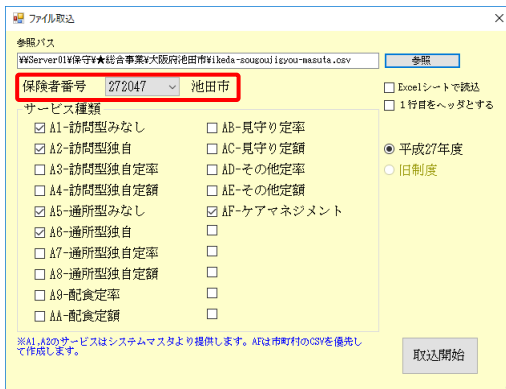 ファイル取込
参照パス
¥¥Server01¥保守¥★総合事業¥大阪府池田市¥ikeda-sougoujigyou-masuta.csv 参照
保険者番号 272047 池田市
Excelシートで読込
1行目をヘッダとする
サービス種類
A1-訪問型みなし AB-見守り定率
A2-訪問型独自 AC-見守り定額
A3-訪問型独自定率 AD-その他定率
A4-訪問型独自定額 AE-その他定額
A5-通所型みなし AF-ケアマネジメント
A6-通所型独自
A7-通所型独自定率
A8-通所型独自定額
A9-配食定率
AA-配食定額
平成27年度
旧制度
※A1,A2のサービスはシステムマスタより提供します。AFは市町村のCSVを優先し
て作成します。
取込開始